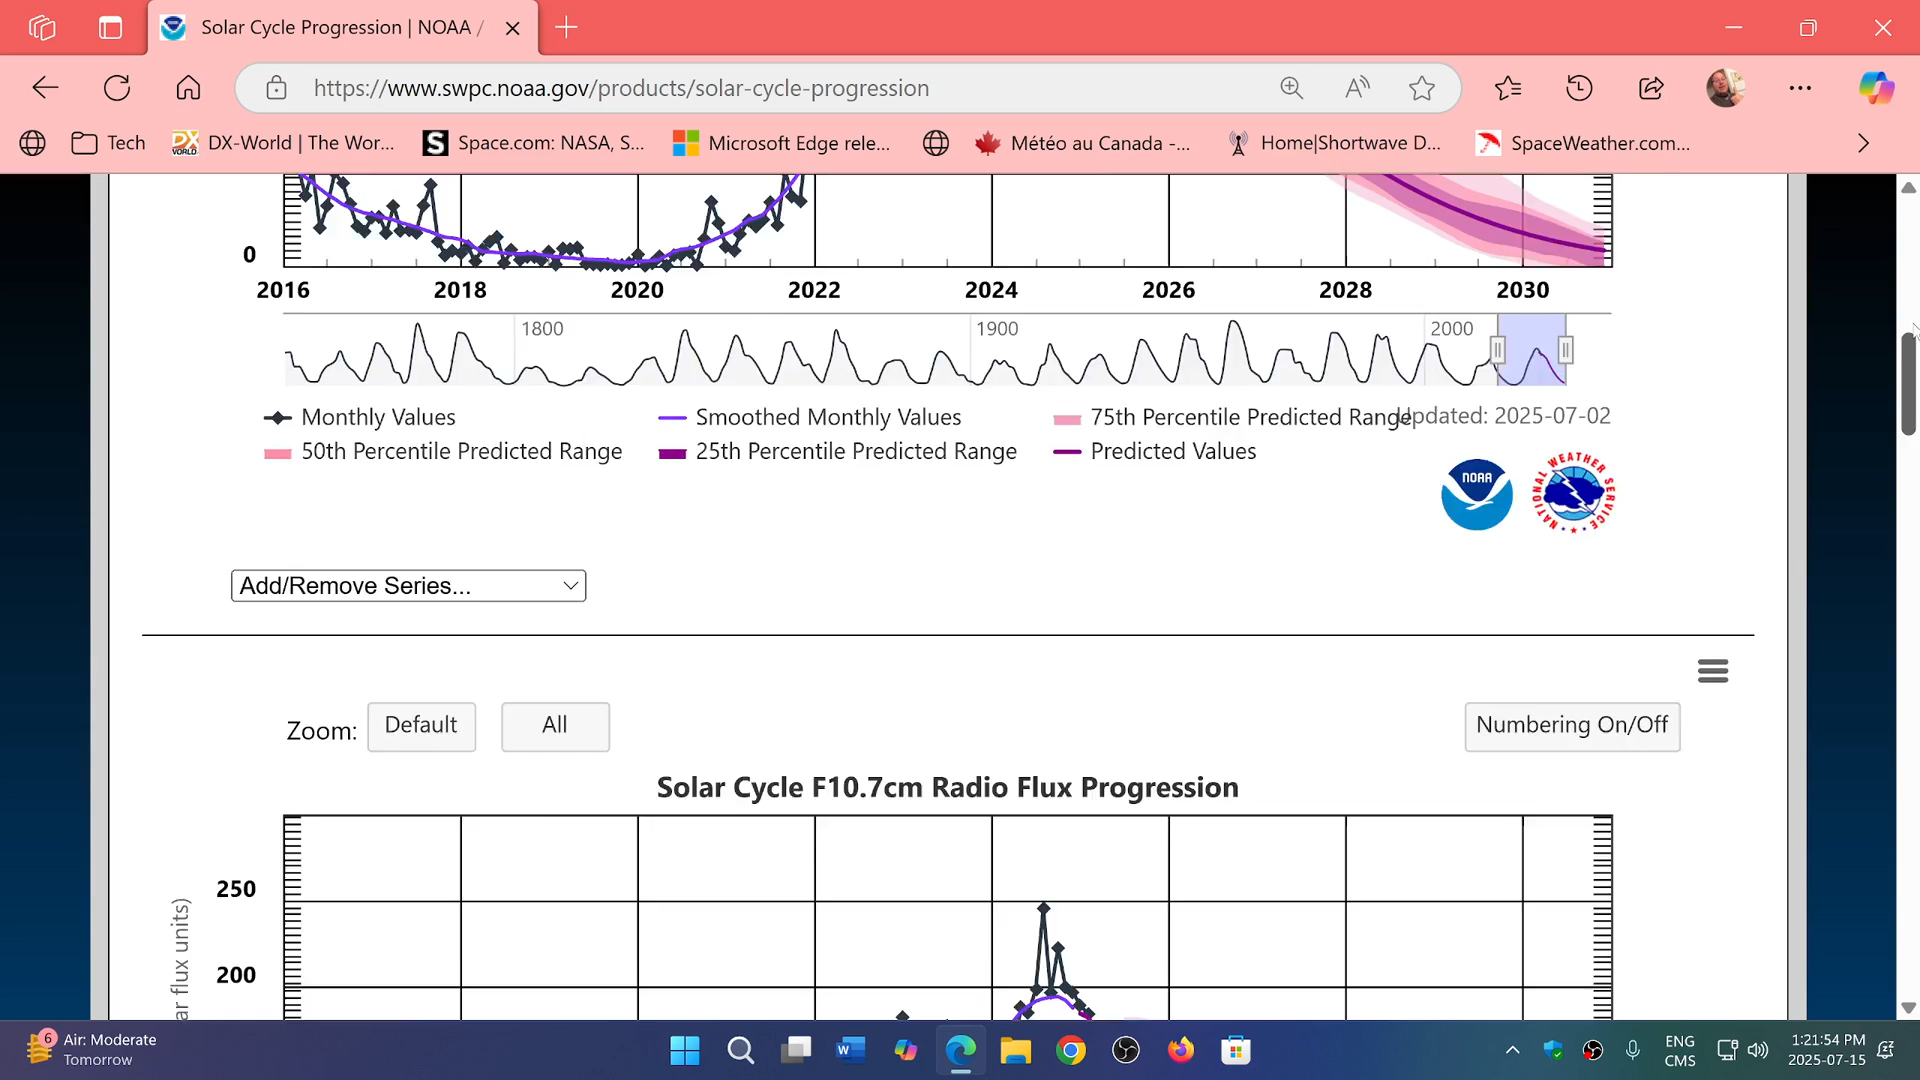 Solar Cycle Progression | NOAA /
https://www.swpc.noaa.gov/products/solar-cycle-progression
Tech
DX-World | The Wor...
Space.com: NASA, S...
Microsoft Edge rele...
Météo au Canada -...
Home|Shortwave D...
SpaceWeather.com...
0
2016 2018 2020 2022 2024 2026 2028 2030
1800 1900 2000
Monthly Values
Smoothed Monthly Values
75th Percentile Predicted Range
Updated: 2025-07-02
50th Percentile Predicted Range
25th Percentile Predicted Range
Predicted Values
NOAA
NATIONAL WEATHER SERVICE
Add/Remove Series...
Zoom: Default All
Numbering On/Off
Solar Cycle F10.7cm Radio Flux Progression
250
200
flux units)
6
Air: Moderate
Tomorrow
ENG
CMS
1:21:54 PM
2025-07-15